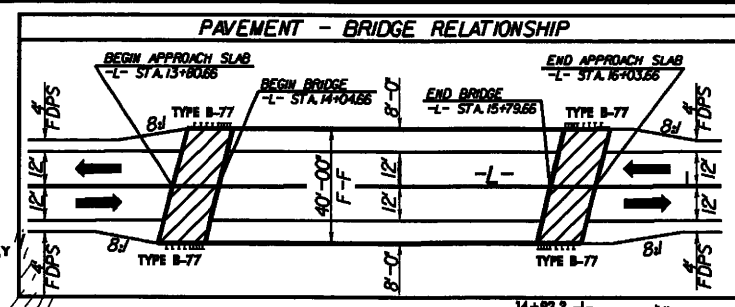 PAVEMENT - BRIDGE RELATIONSHIP
BEGIN APPROACH SLAB
-L- STA.13+80.66
BEGIN BRIDGE
-L- STA.14+04.66
END BRIDGE
-L- STA.15+79.66
END APPROACH SLAB
-L- STA.16+03.66
TYPE B-77
TYPE B-77
4'
FDPS
8:1
8'-0"
8:1
4'
FDPS
12'
12'
40'-00"
F-F
12'
12'
-L-
12'
12'
4'
FDPS
8:1
TYPE B-77
8'-0"
TYPE B-77
8:1
4'
FDPS